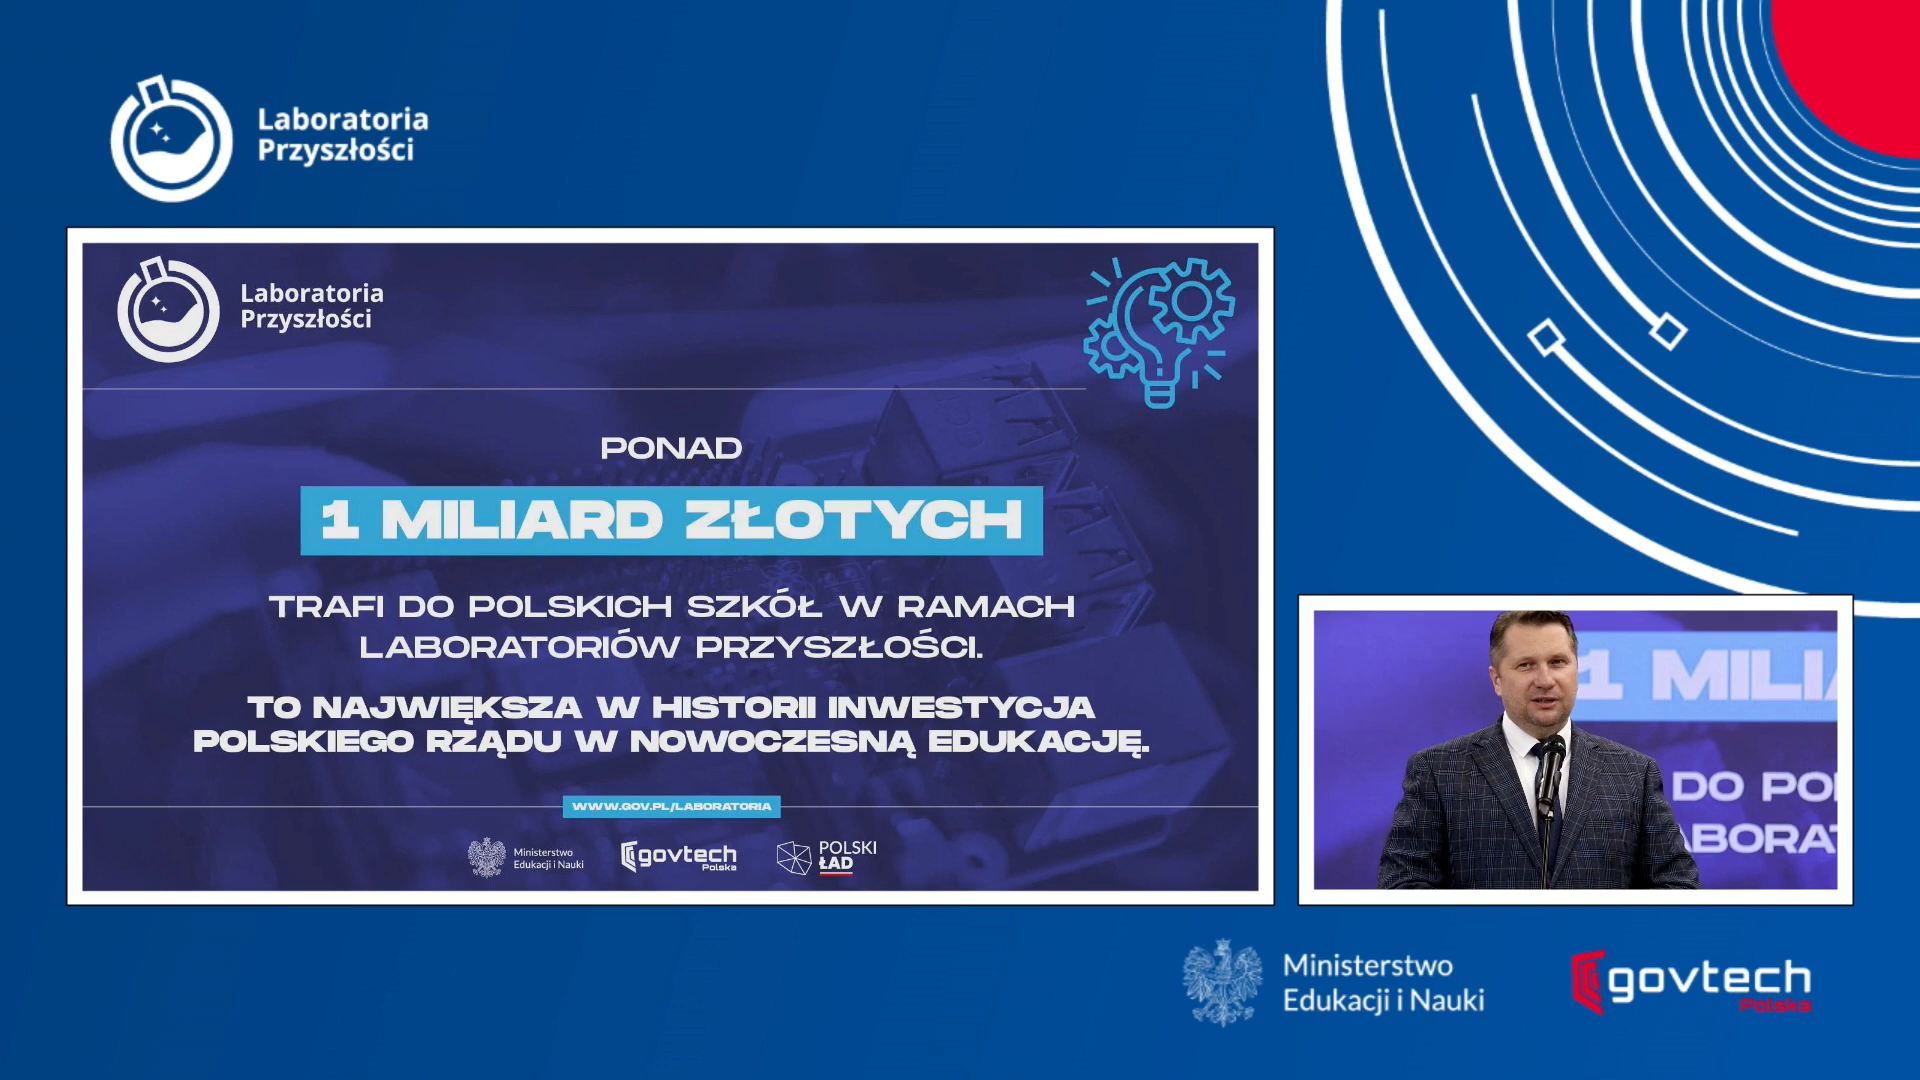 Laboratoria
Przyszłości
Laboratoria
Przyszłości
PONAD
1 MILIARD ZŁOTYCH
TRAFI DO POLSKICH SZKÓŁ W RAMACH
LABORATORIÓW PRZYSZŁOŚCI.
TO NAJWIĘKSZA W HISTORII INWESTYCJA
POLSKIEGO RZĄDU W NOWOCZESNĄ EDUKACJĘ.
WWW.GOV.PL/LABORATORIA
Ministerstwo
Edukacji i Nauki
govtech
Polska
POLSKI
ŁAD
1 MILI
DO PO
ABORA
Ministerstwo
Edukacji i Nauki
govtech
Polska